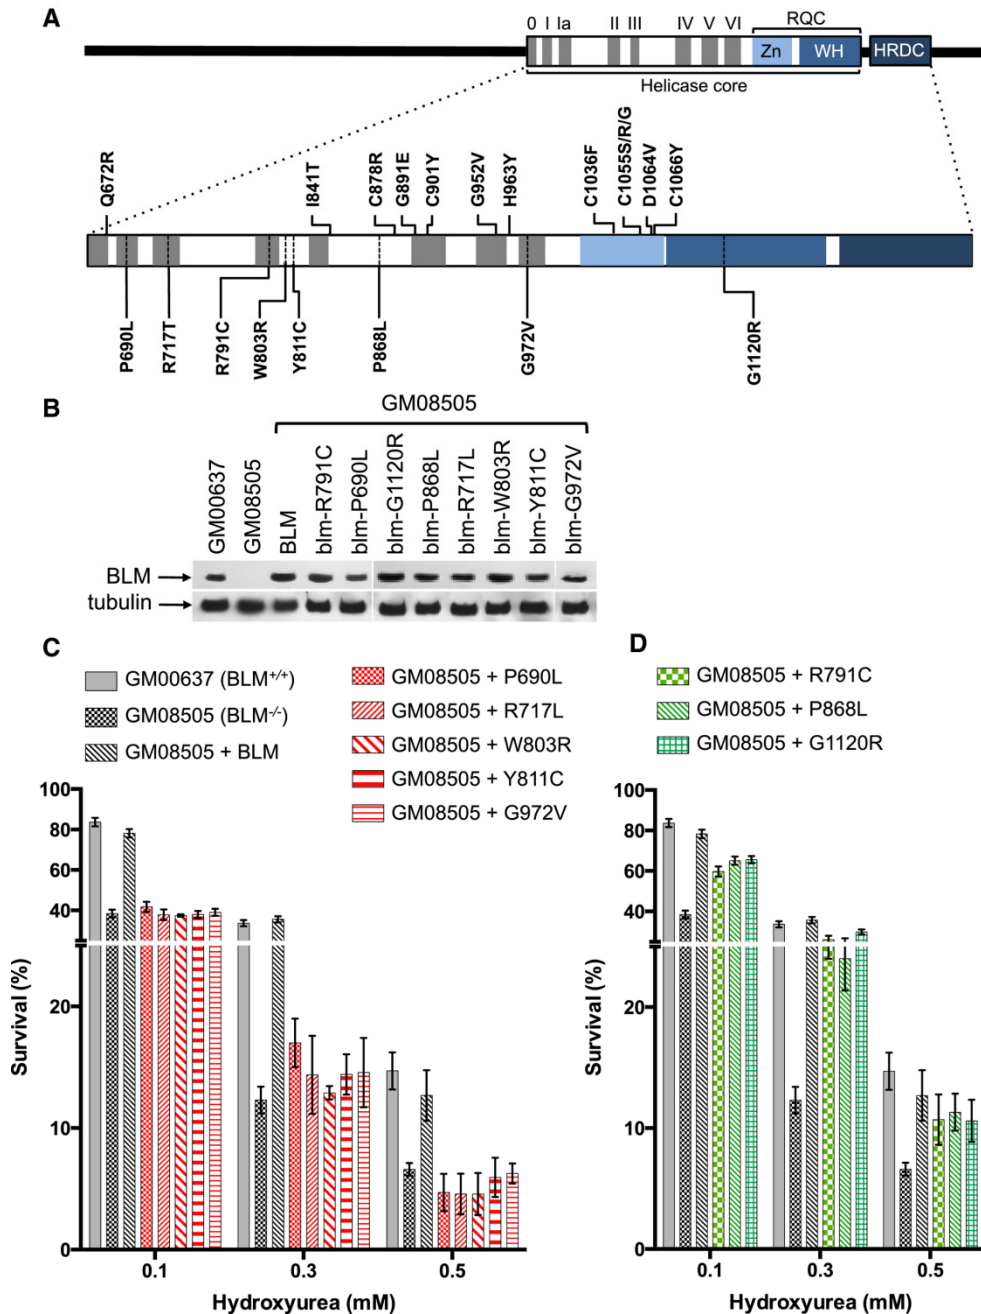 A
0 I Ia II III IV V VI RQC
Zn WH HRDC
Helicase core
Q672R I841T C878R G891E C901Y G952V H963Y C1036F C1055S/R/G D1064V C1066Y
P690L R717T R791C W803R Y811C P868L G972V G1120R
B
GM08505
GM00637 GM08505 BLM blm-R791C blm-P690L blm-G1120R blm-P868L blm-R717L blm-W803R blm-Y811C blm-G972V
BLM
tubulin
C
GM00637 (BLM+/+)
GM08505 (BLM-/-)
GM08505 + BLM
GM08505 + P690L
GM08505 + R717L
GM08505 + W803R
GM08505 + Y811C
GM08505 + G972V
100
80
60
40
20
10
0
Survival (%)
0.1 0.3 0.5
Hydroxyurea (mM)
D
GM08505 + R791C
GM08505 + P868L
GM08505 + G1120R
100
80
60
40
20
10
0
Survival (%)
0.1 0.3 0.5
Hydroxyurea (mM)